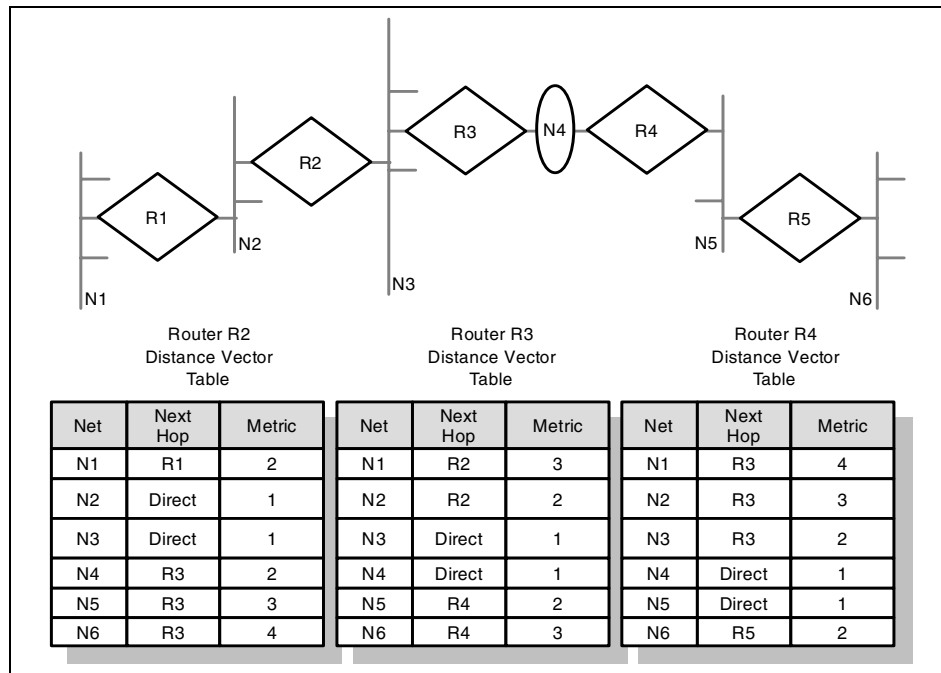 R3
N4
R4
R2
R1
R5
N2
N5
N3
N1
N6
Router R2
Distance Vector
Table
Net Next Hop Metric
N1 R1 2
N2 Direct 1
N3 Direct 1
N4 R3 2
N5 R3 3
N6 R3 4
Router R3
Distance Vector
Table
Net Next Hop Metric
N1 R2 3
N2 R2 2
N3 Direct 1
N4 Direct 1
N5 R4 2
N6 R4 3
Router R4
Distance Vector
Table
Net Next Hop Metric
N1 R3 4
N2 R3 3
N3 R3 2
N4 Direct 1
N5 Direct 1
N6 R5 2